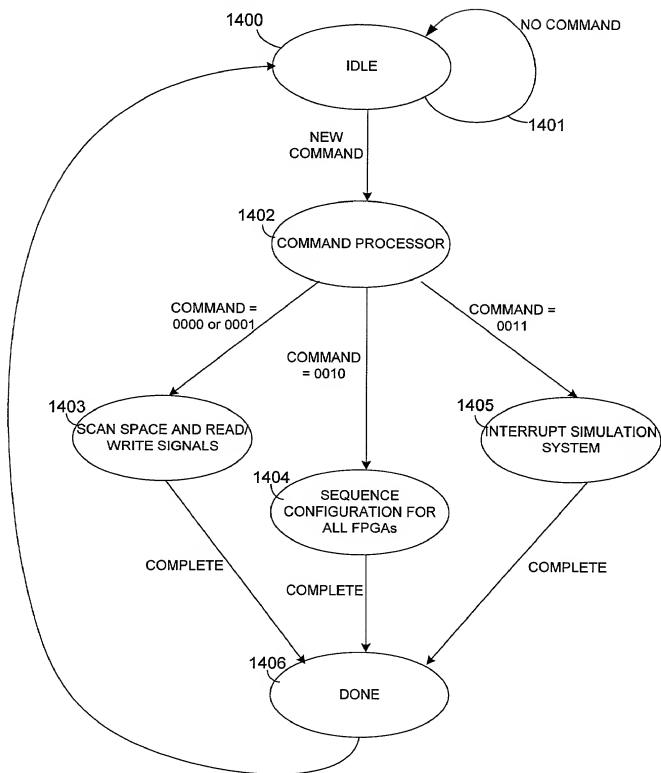 1400
NO COMMAND
IDLE
1401
NEW
COMMAND
1402
COMMAND PROCESSOR
COMMAND =
0000 or 0001
COMMAND
= 0010
COMMAND =
0011
1403
SCAN SPACE AND READ/
WRITE SIGNALS
1404
SEQUENCE
CONFIGURATION FOR
ALL FPGAs
1405
INTERRUPT SIMULATION
SYSTEM
COMPLETE
COMPLETE
COMPLETE
1406
DONE